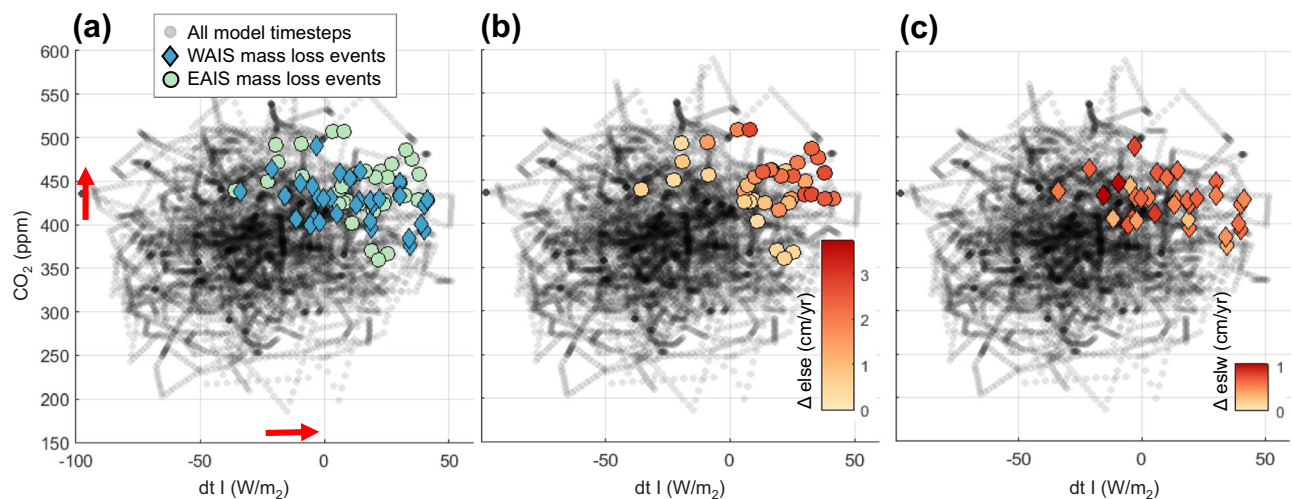 (a)
(b)
(c)
All model timesteps
WAIS mass loss events
EAIS mass loss events
600
550
500
450
400
350
300
250
200
150
CO₂ (ppm)
-100
-50
0
50
dt I (W/m₂)
-50
0
50
dt I (W/m₂)
3
2
1
0
Δ else (cm/yr)
-50
0
50
dt I (W/m₂)
1
0
Δ eslw (cm/yr)